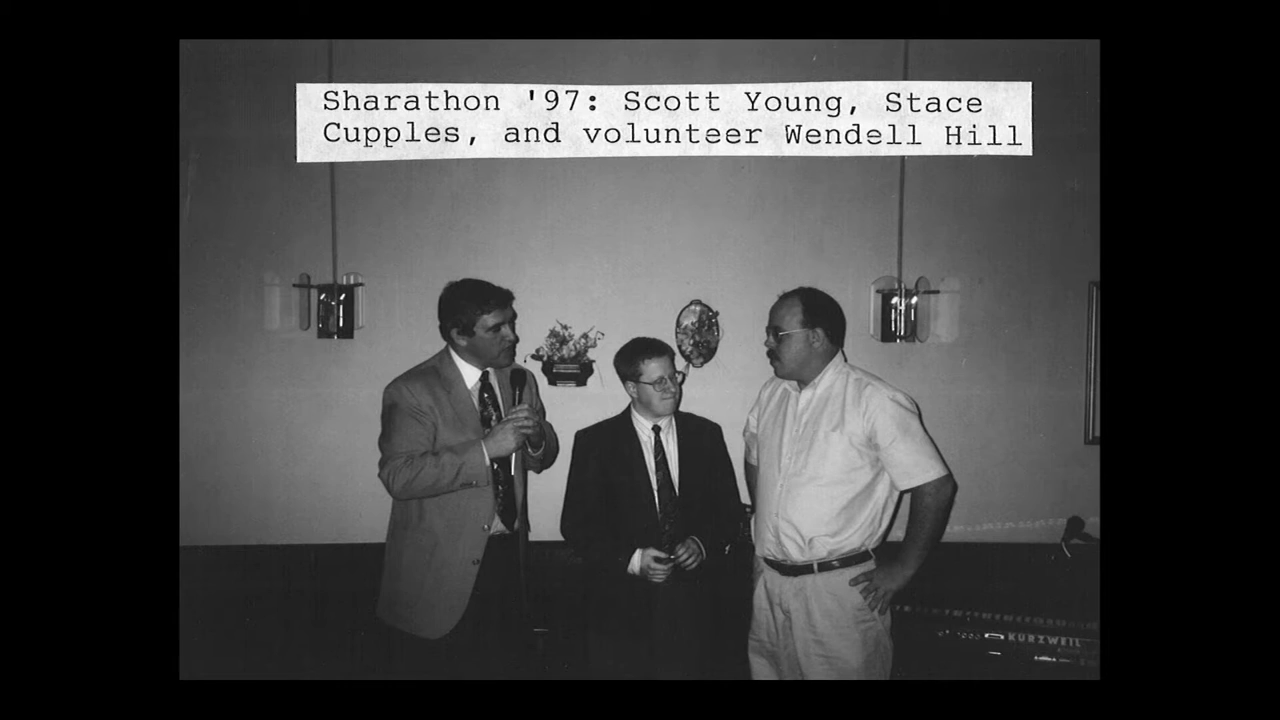 Sharathon '97: Scott Young, Stace
Cupples, and volunteer Wendell Hill
KURZWEIL